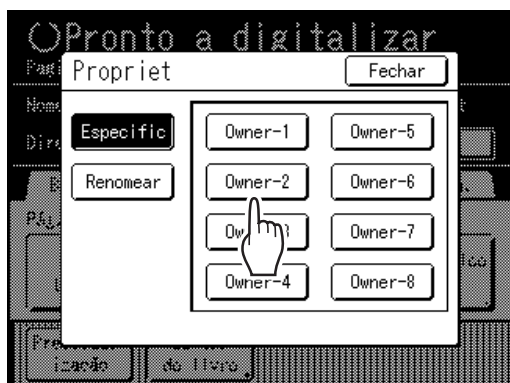 Pronto a digitalizar
Propriet
Fechar
Especific
Renomear
Owner-1
Owner-5
Owner-2
Owner-6
Owner-7
Owner-4
Owner-8
ização
do livro